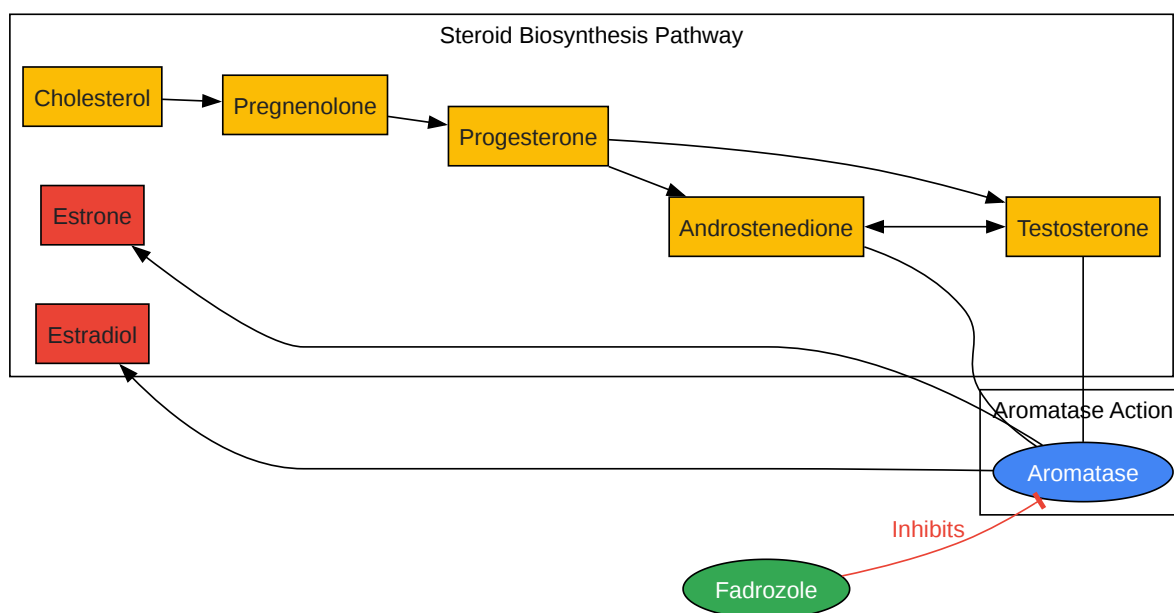 Steroid Biosynthesis Pathway
Cholesterol
Pregnenolone
Progesterone
Estrone
Androstenedione
Testosterone
Estradiol
Aromatase Action
Aromatase
Inhibits
Fadrozole